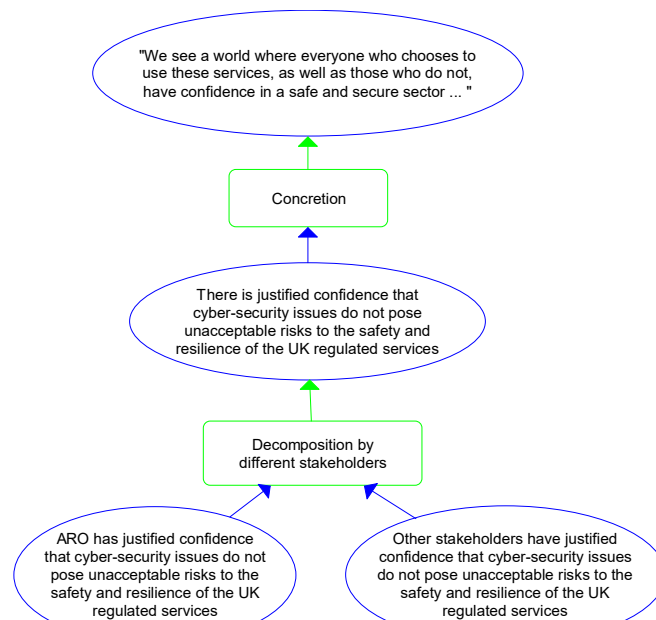 "We see a world where everyone who chooses to
use these services, as well as those who do not,
have confidence in a safe and secure sector ... "
Concretion
There is justified confidence that
cyber-security issues do not pose
unacceptable risks to the safety and
resilience of the UK regulated services
Decomposition by
different stakeholders
ARO has justified confidence
that cyber-security issues do not
pose unacceptable risks to the
safety and resilience of the UK
regulated services
Other stakeholders have justified
confidence that cyber-security issues
do not pose unacceptable risks to the
safety and resilience of the UK
regulated services